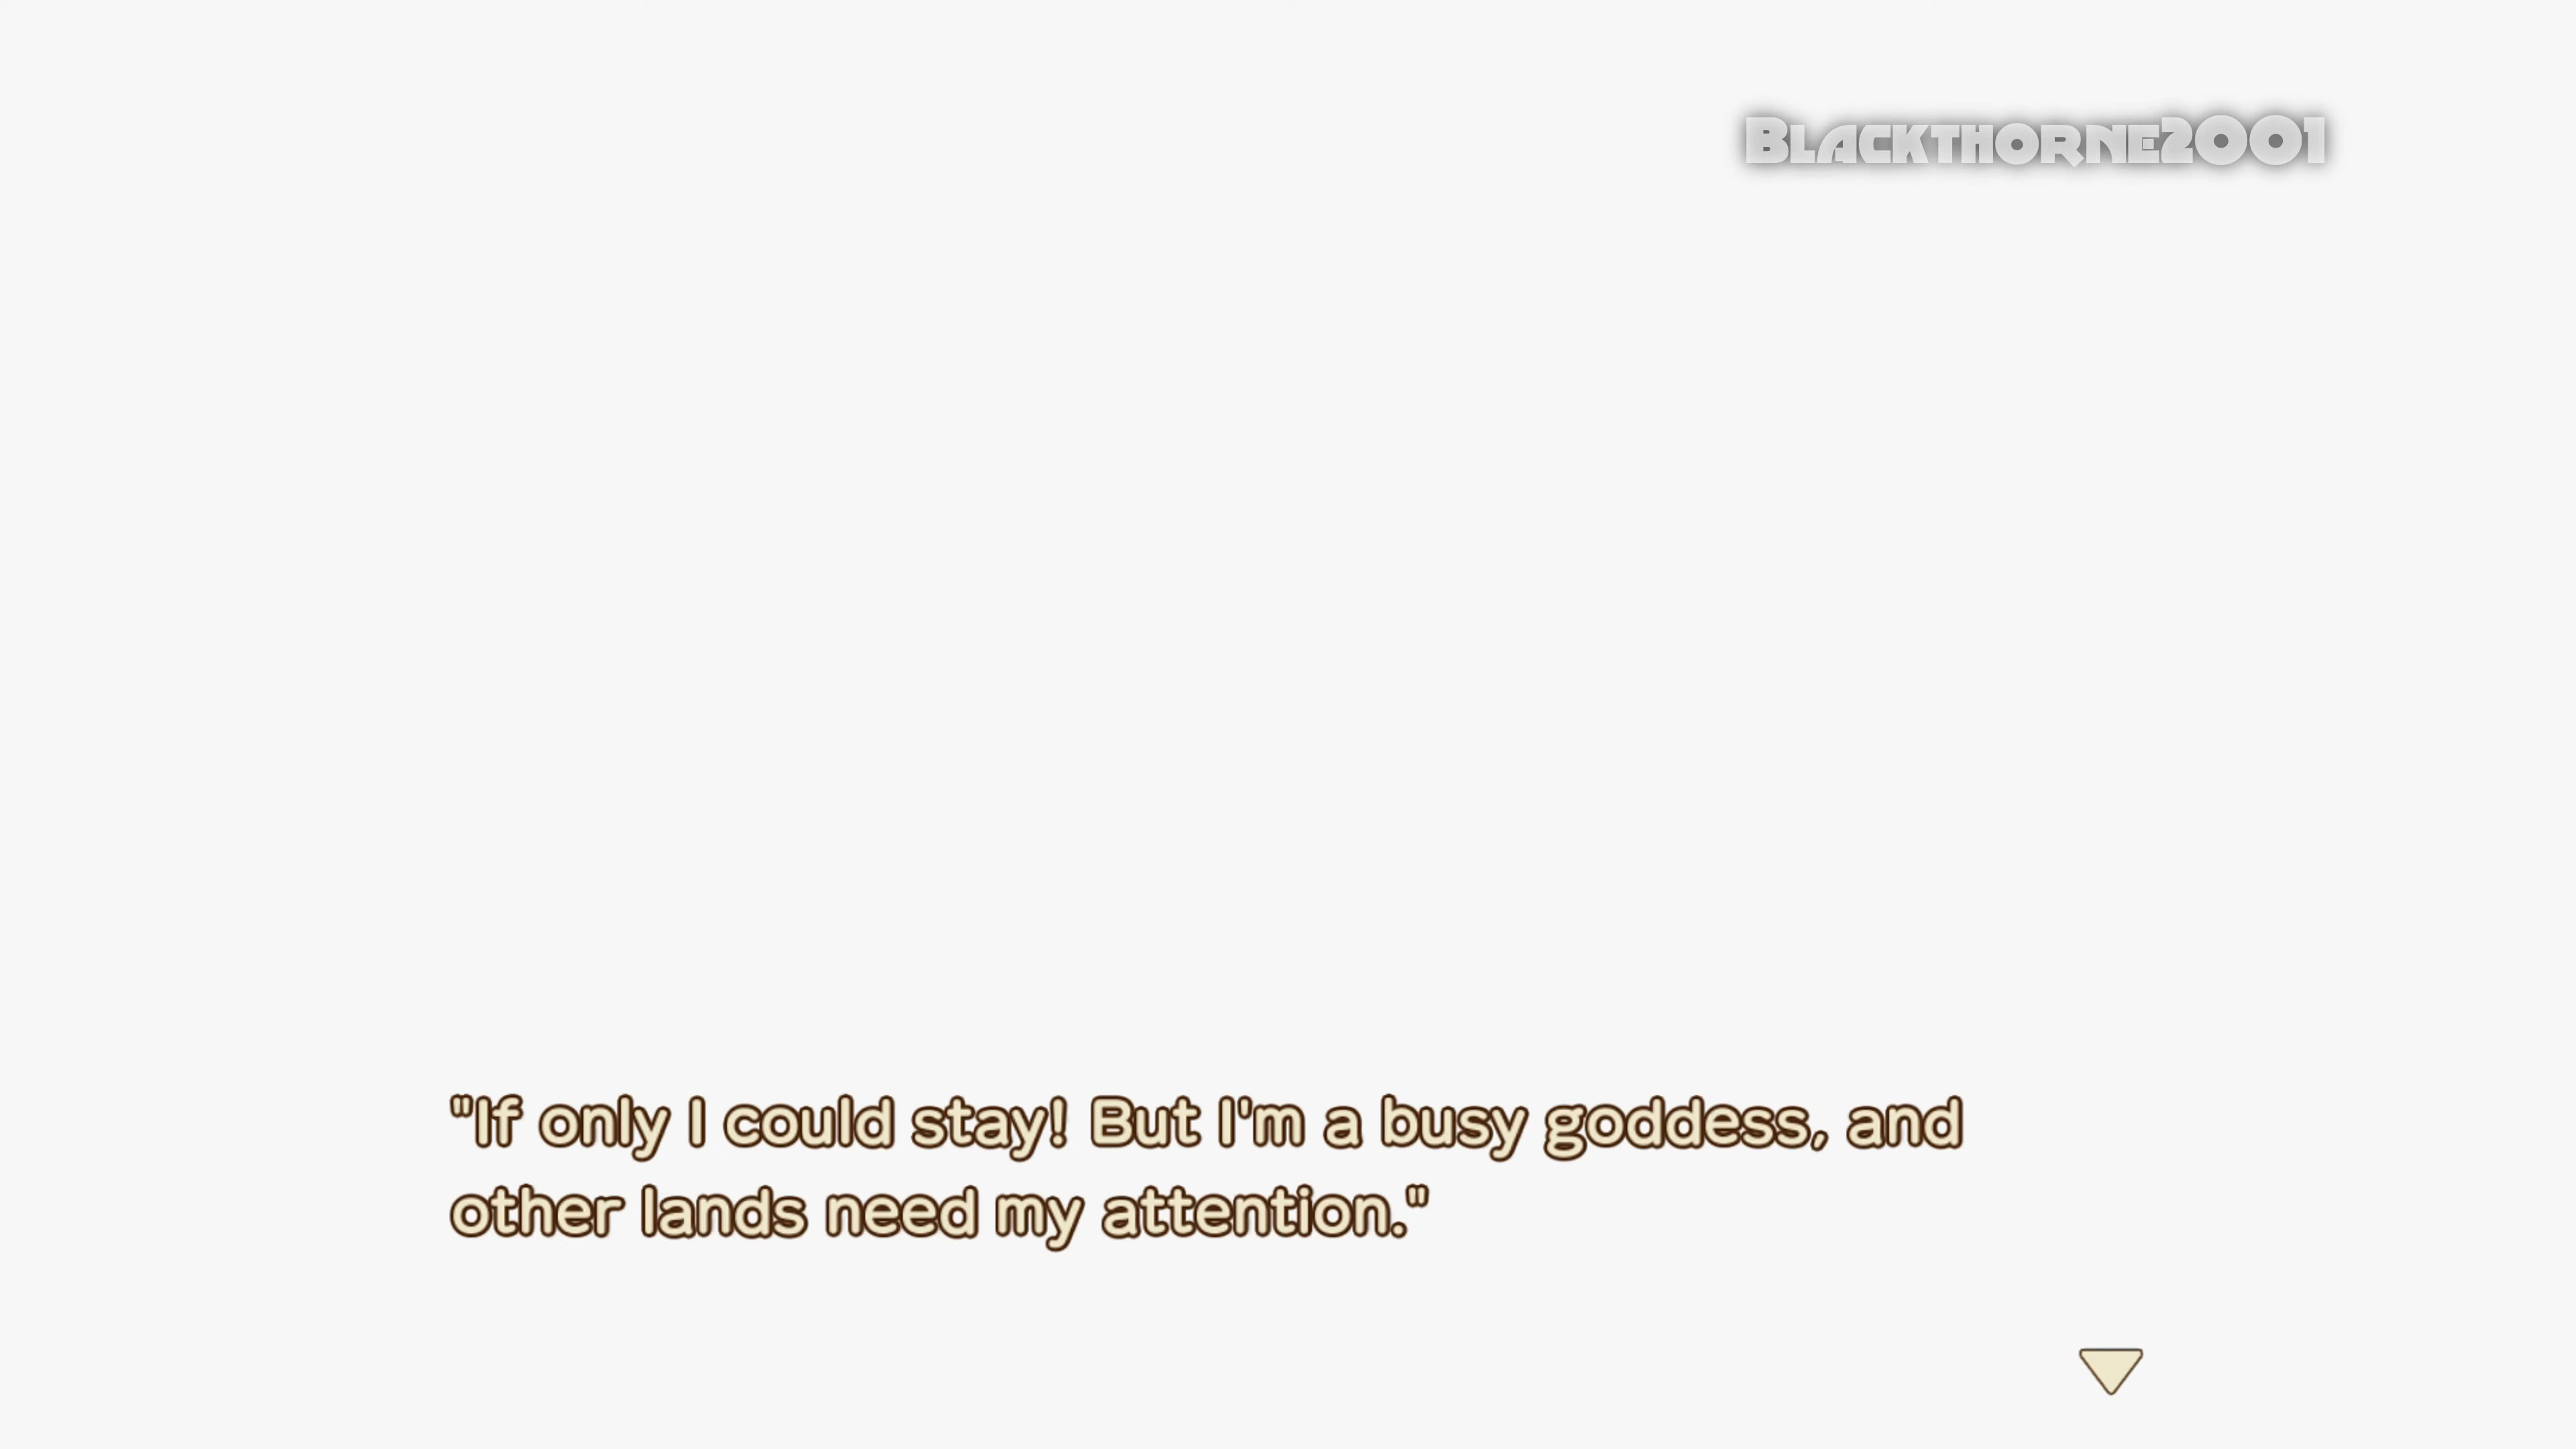 Blackthorne2001
"If only I could stay! But I'm a busy goddess, and
other lands need my attention."